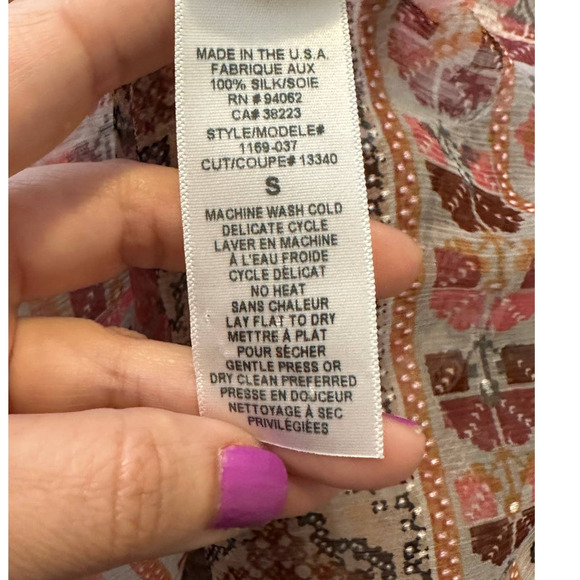 MADE IN THE U.S.A.
FABRIQUE AUX
100% SILK/SOIE
RN # 94062
CA# 38223
STYLE/MODELE#
1169-037
CUT/COUPE# 13340
S
MACHINE WASH COLD
DELICATE CYCLE
LAVER EN MACHINE
À L'EAU FROIDE
CYCLE DÉLICAT
NO HEAT
SANS CHALEUR
LAY FLAT TO DRY
METTRE À PLAT
POUR SÉCHER
GENTLE PRESS OR
DRY CLEAN PREFERRED
PRESSE EN DOUCEUR
NETTOYAGE À SEC
PRIVILÉGIÉES